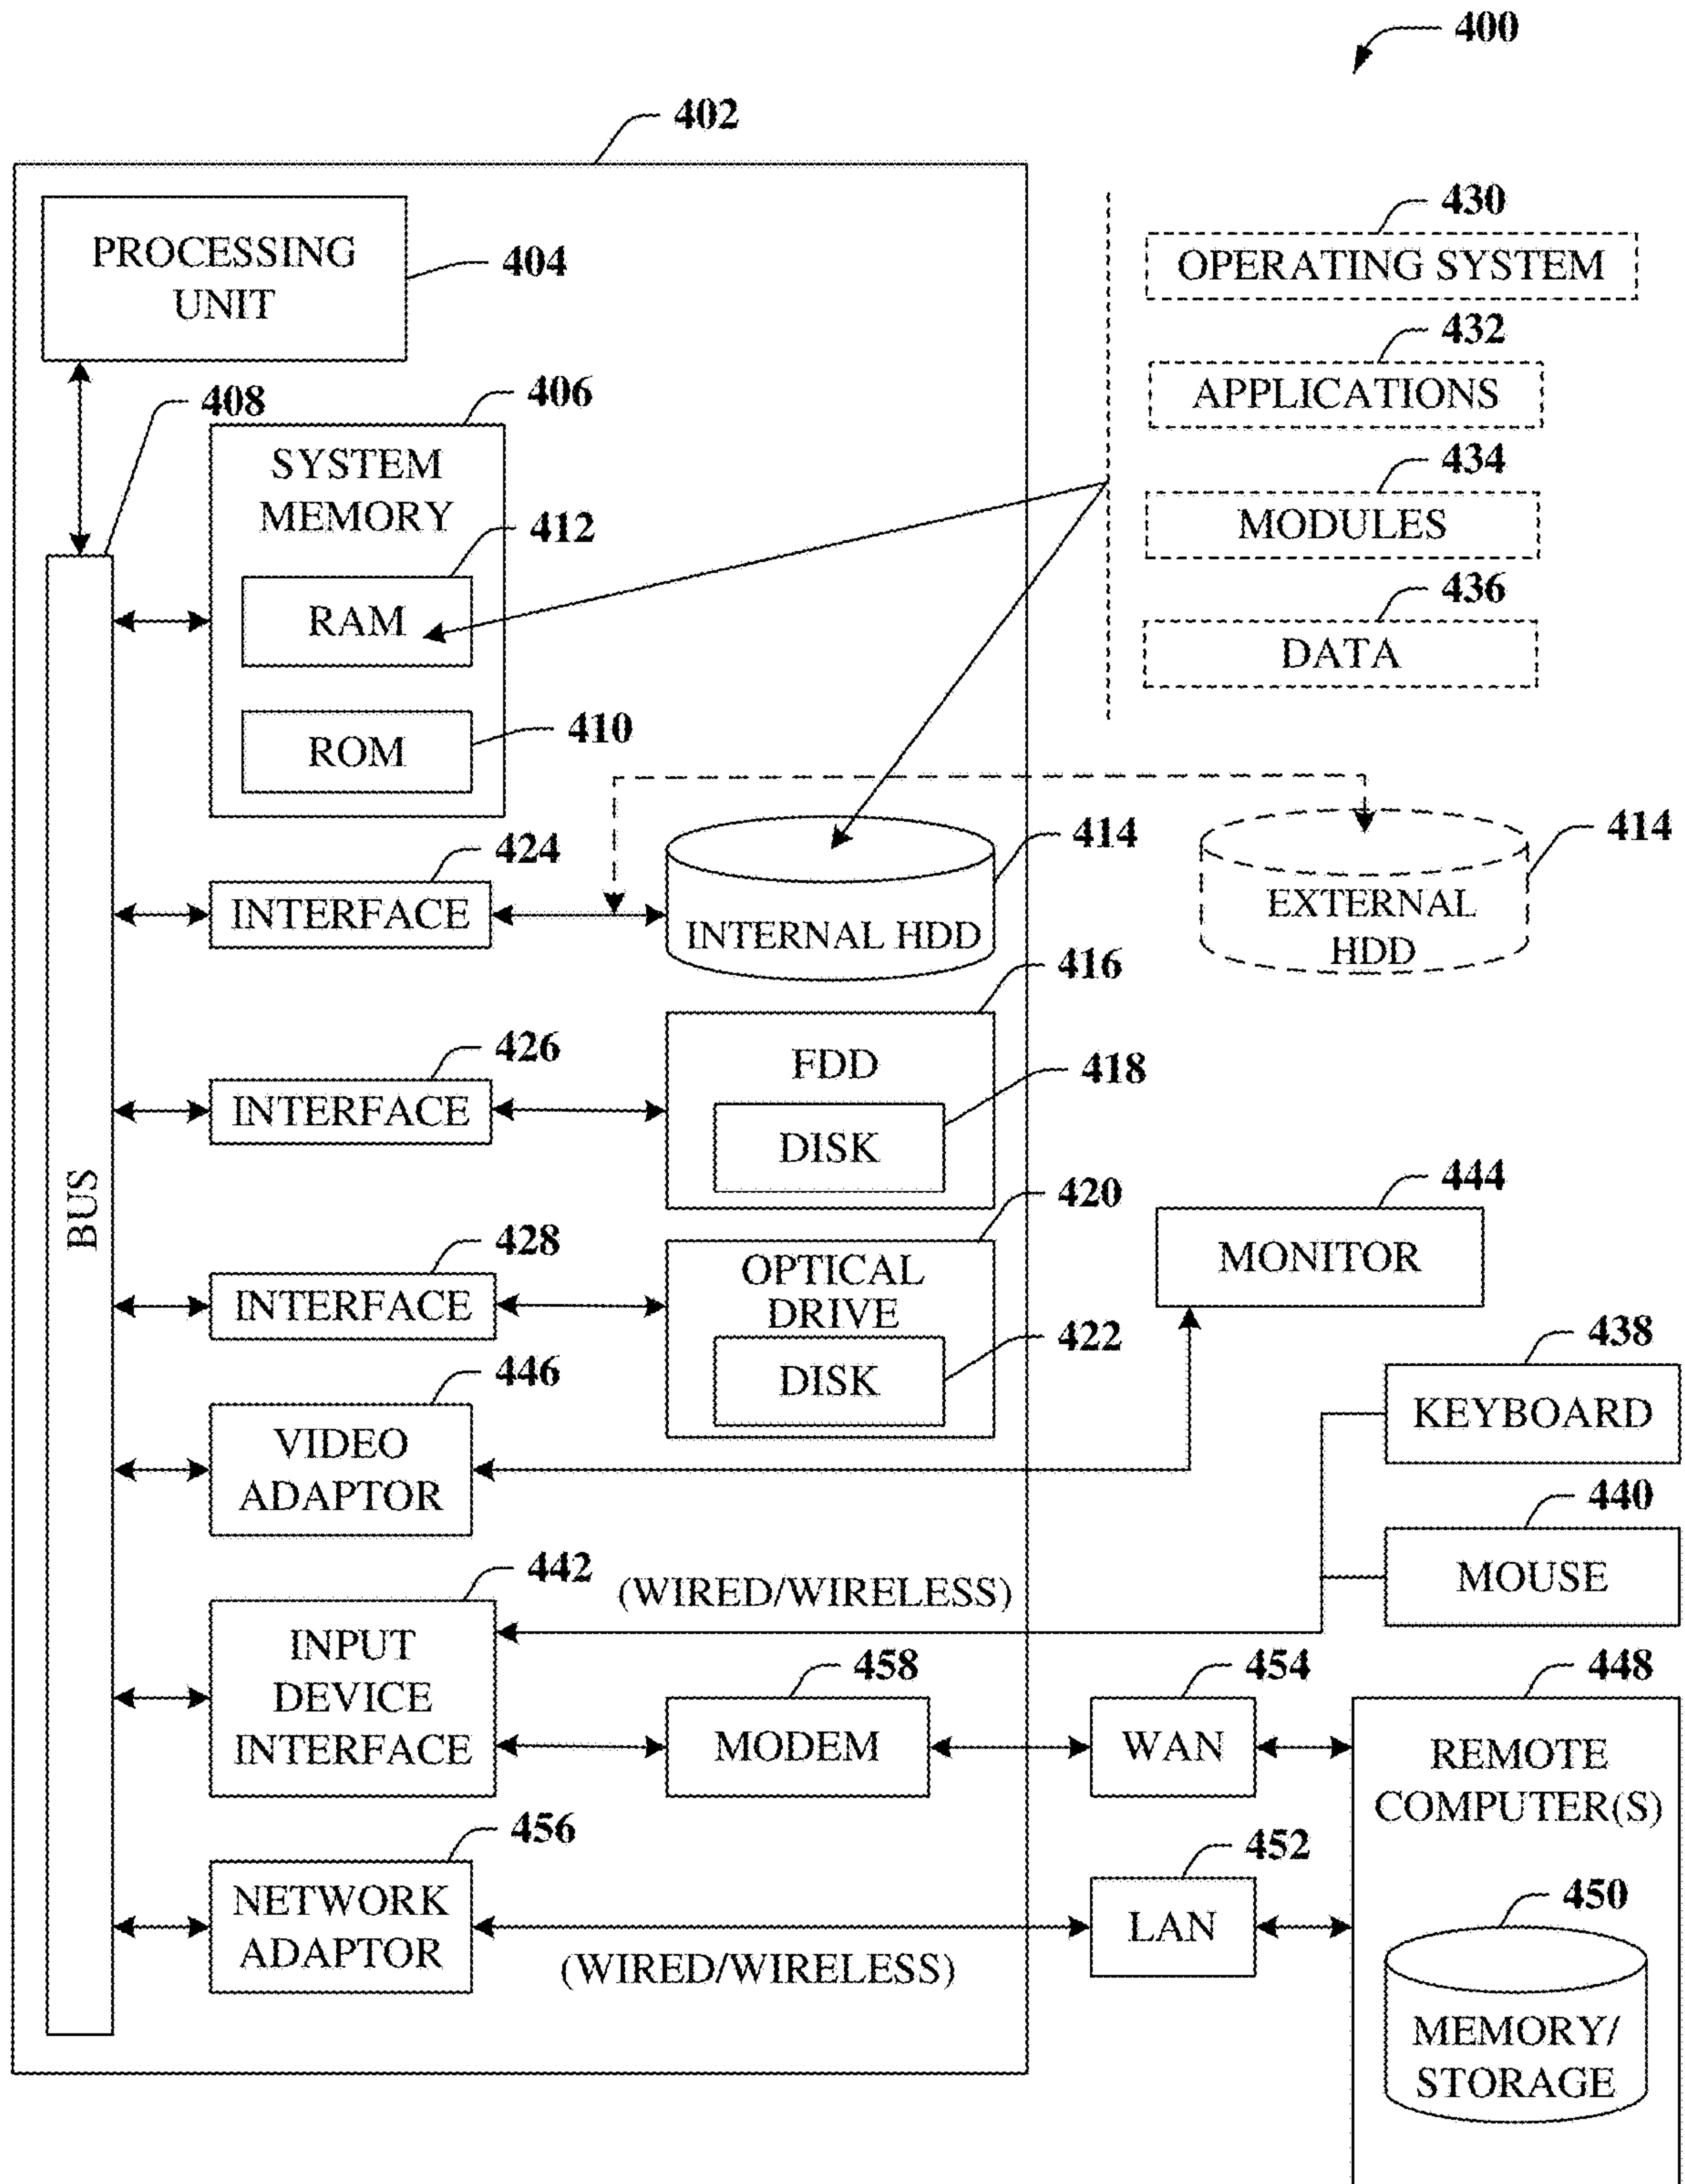 400
402
PROCESSING
UNIT
404
430
OPERATING SYSTEM
432
APPLICATIONS
408
406
SYSTEM
MEMORY
434
MODULES
412
RAM
436
DATA
410
ROM
424
INTERFACE
414
INTERNAL HDD
414
EXTERNAL
HDD
416
FDD
426
INTERFACE
418
DISK
BUS
420
OPTICAL
DRIVE
428
INTERFACE
422
DISK
444
MONITOR
446
VIDEO
ADAPTOR
438
KEYBOARD
440
MOUSE
442
(WIRED/WIRELESS)
INPUT
DEVICE
INTERFACE
458
MODEM
454
WAN
448
REMOTE
COMPUTER(S)
456
NETWORK
ADAPTOR
(WIRED/WIRELESS)
452
LAN
450
MEMORY/
STORAGE